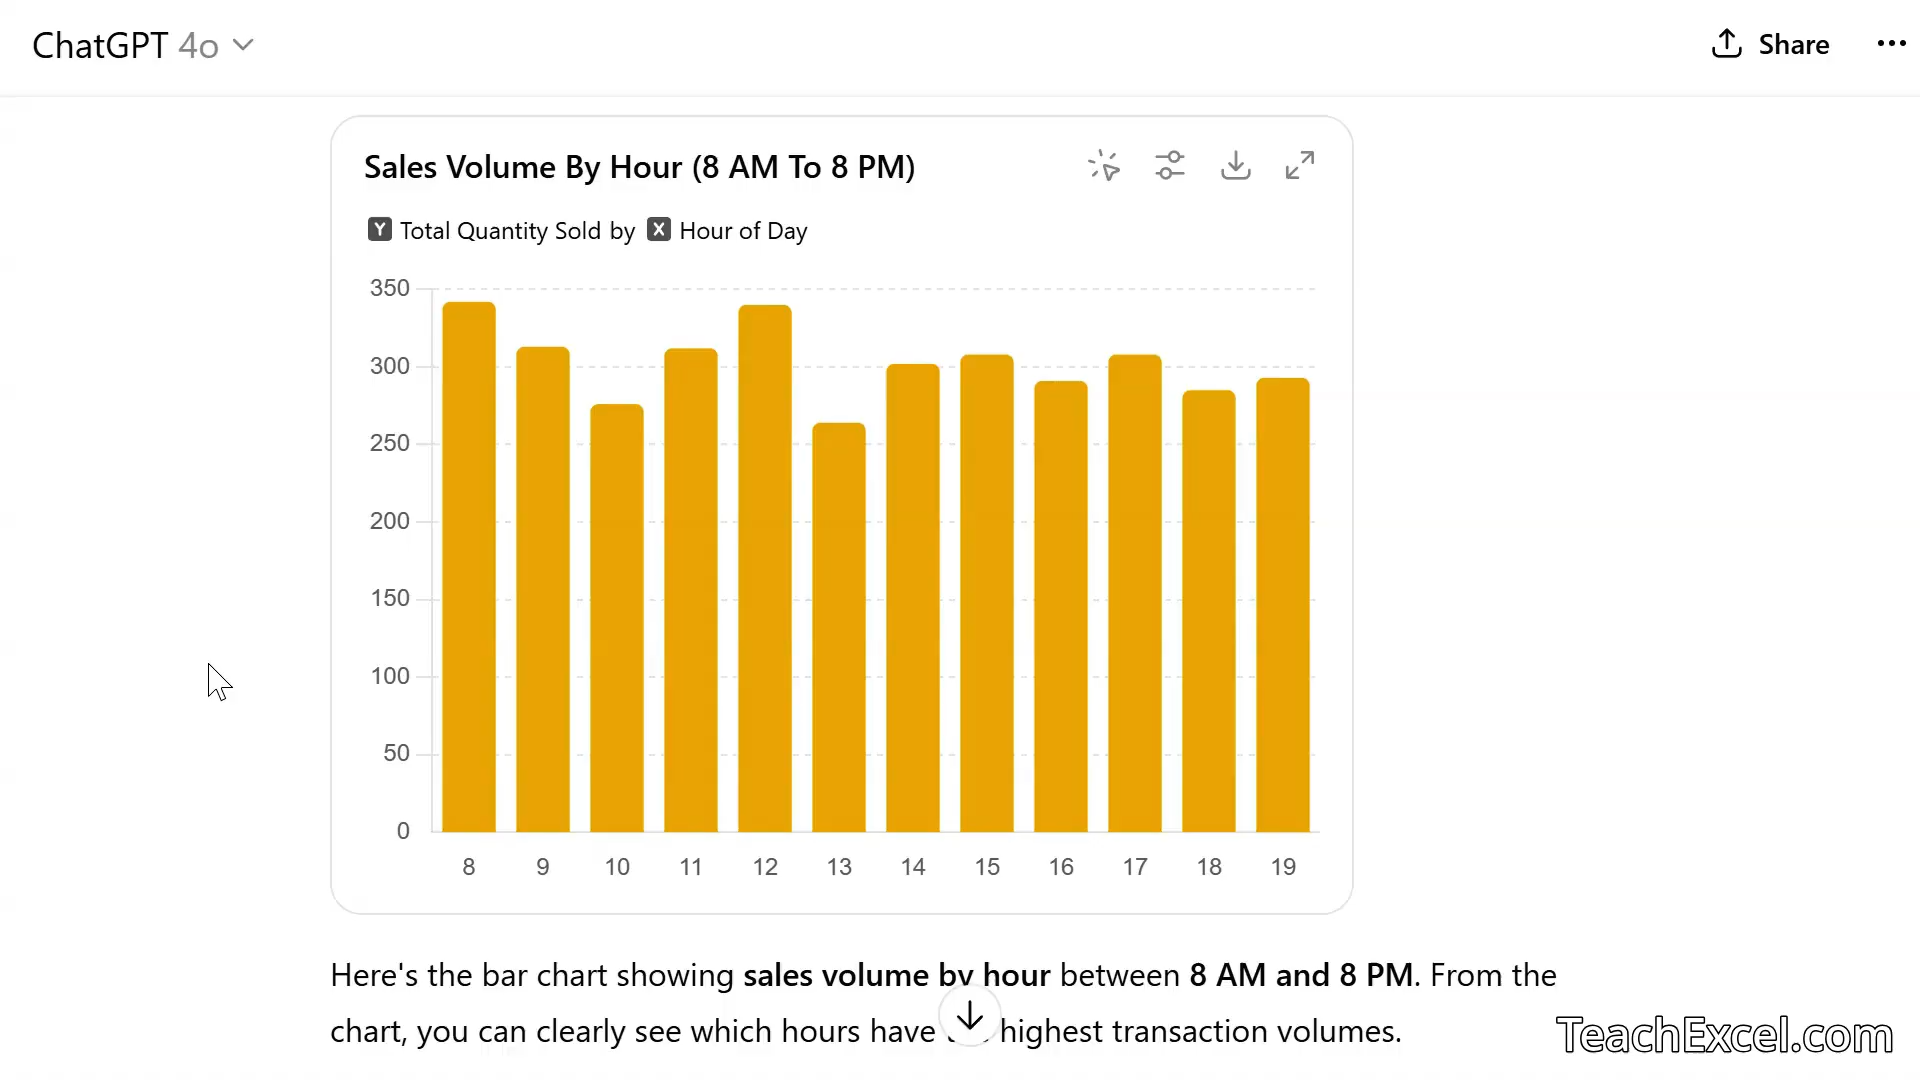 ChatGPT 4o
Share
Sales Volume By Hour (8 AM To 8 PM)
Y Total Quantity Sold by X Hour of Day
350
300
250
200
150
100
50
0
8 9 10 11 12 13 14 15 16 17 18 19
Here's the bar chart showing sales volume by hour between 8 AM and 8 PM. From the
chart, you can clearly see which hours have highest transaction volumes.
TeachExcel.com